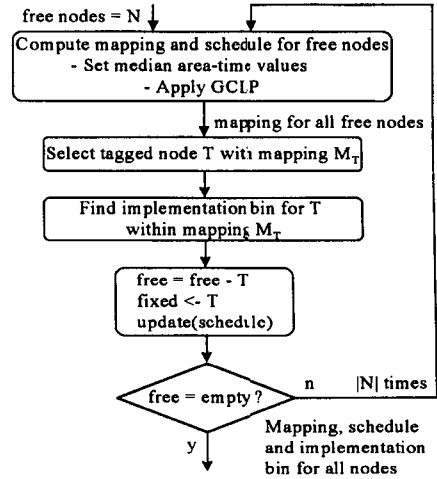 free nodes = N
Compute mapping and schedule for free nodes
- Set median area-time values
- Apply GCLP
mapping for all free nodes
Select tagged node T with mapping M_T
Find implementation bin for T
within mapping M_T
free = free - T
fixed <- T
update(schedule)
free = empty ?
n
|N| times
y
Mapping, schedule
and implementation
bin for all nodes